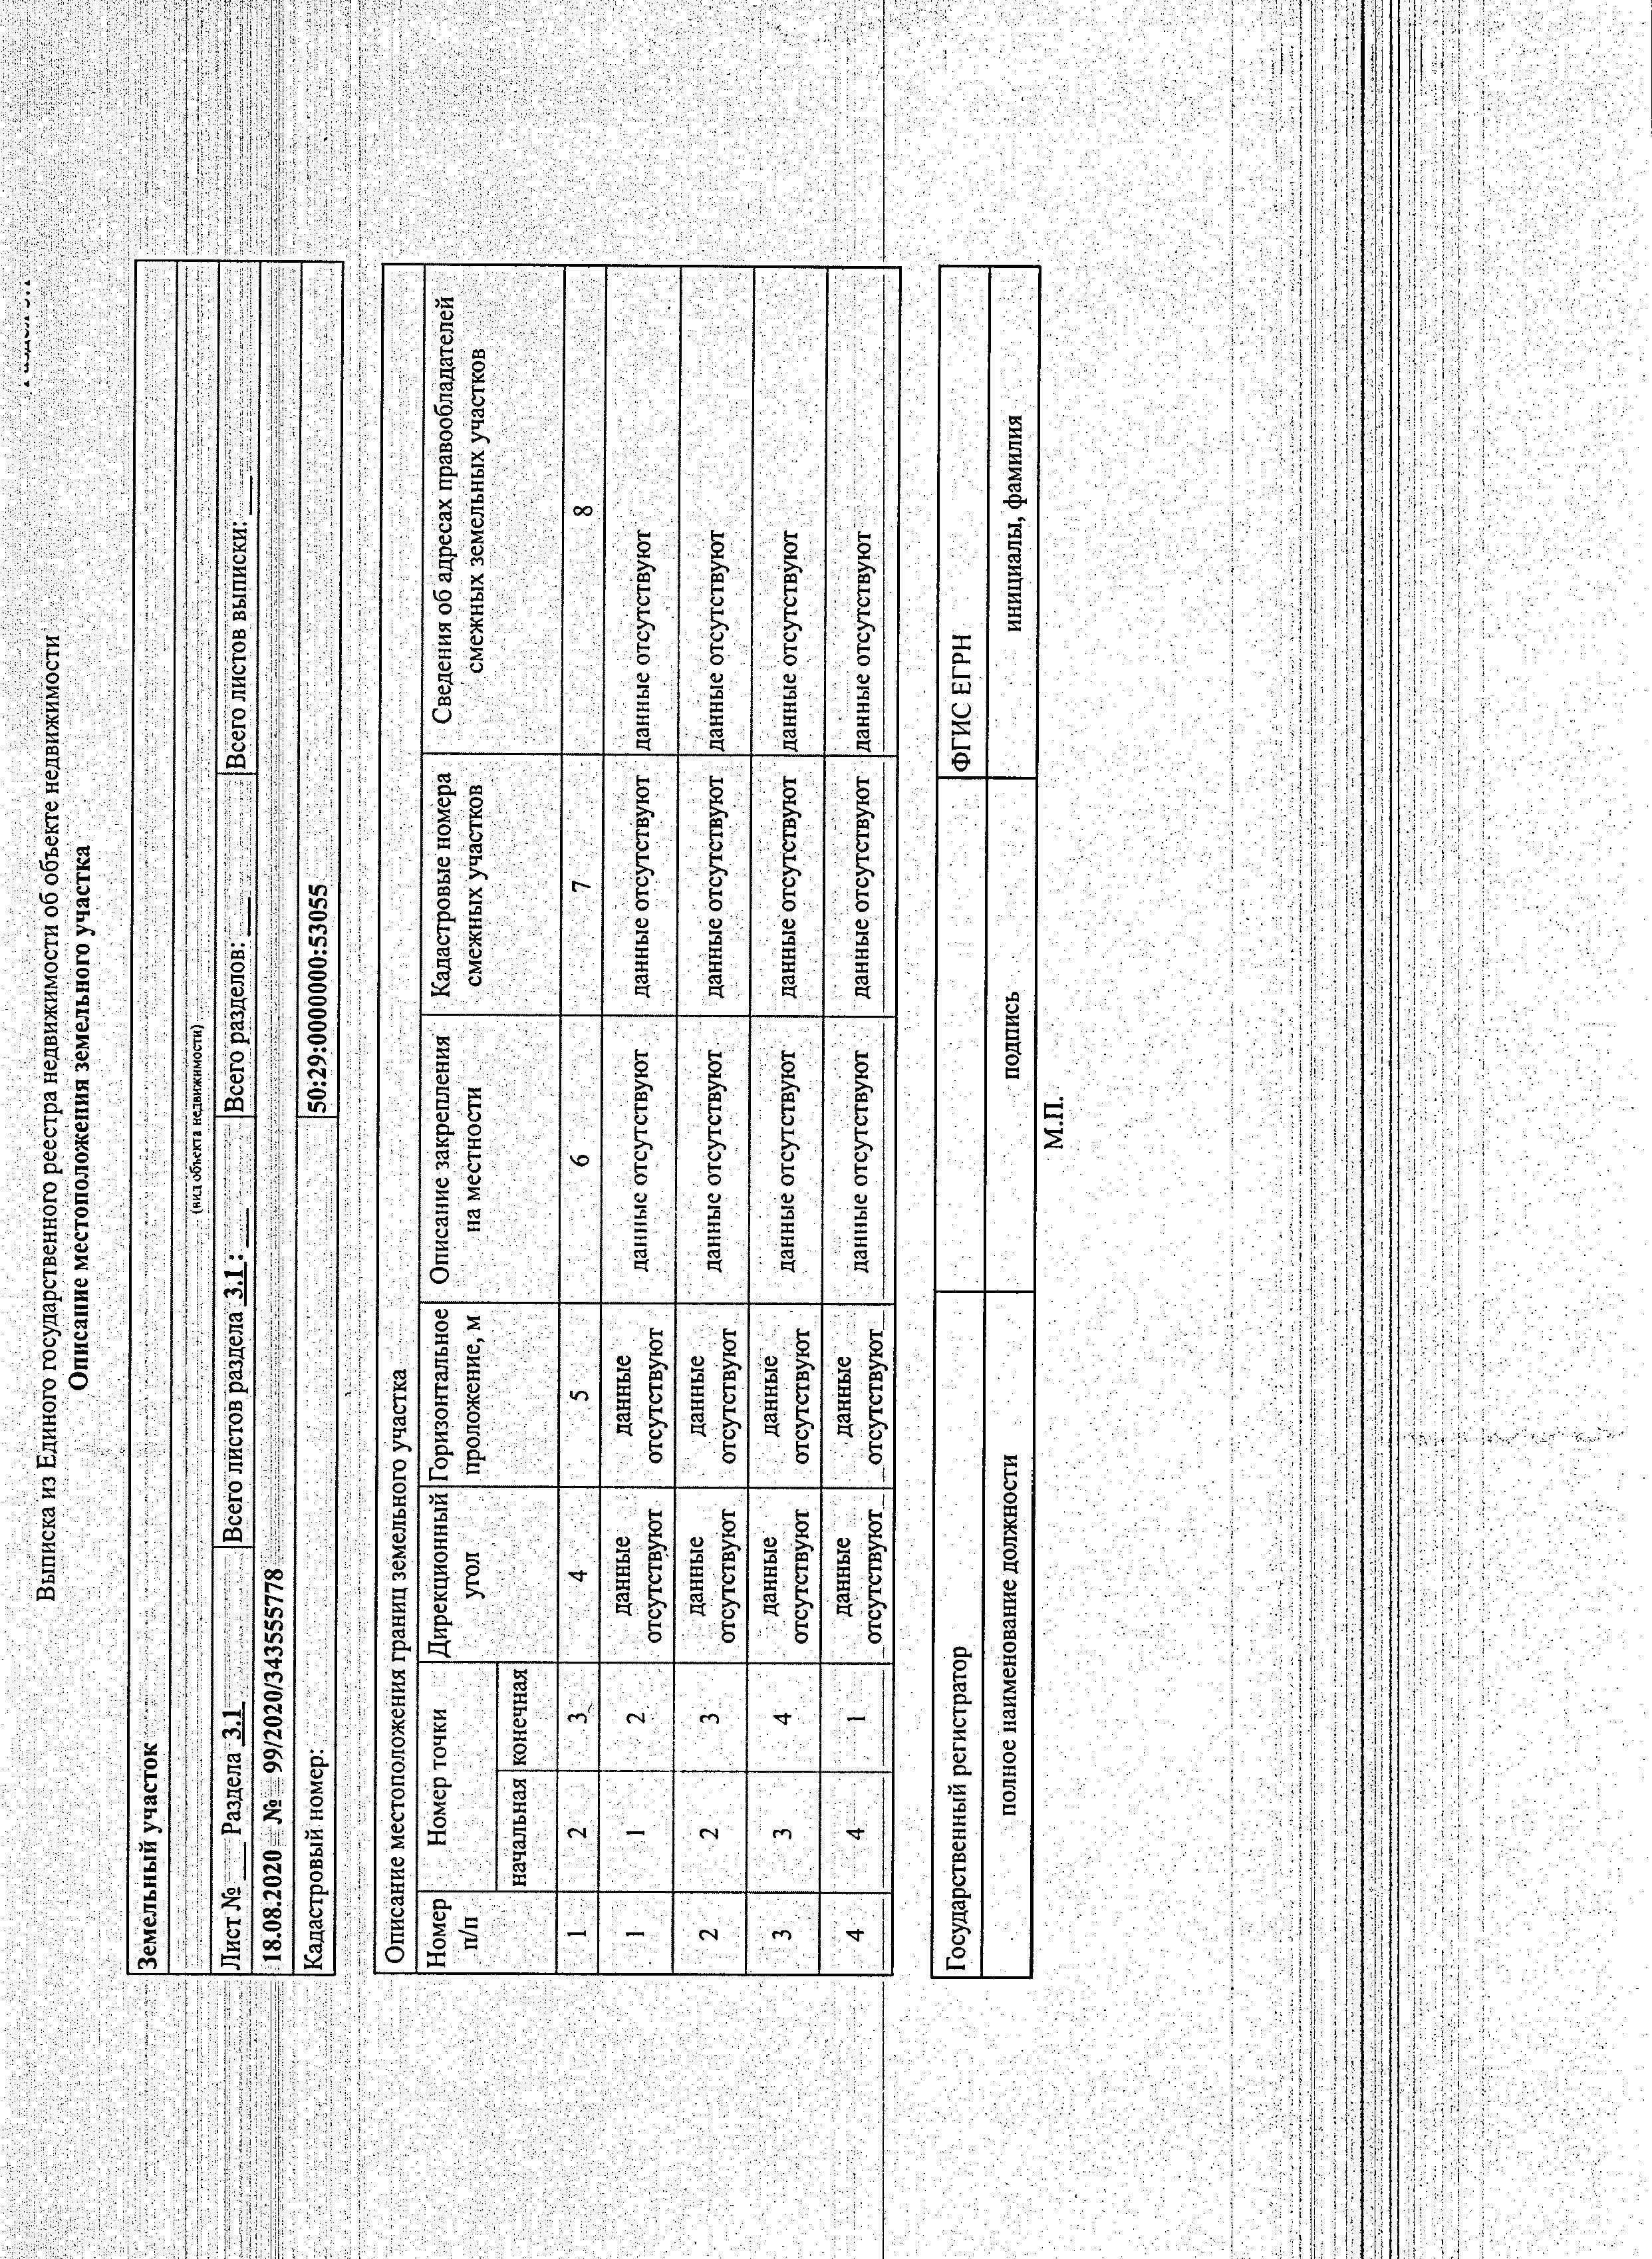 Выписка из Единого государственного реестра недвижимости об объекте недвижимости
Описание местоположения земельного участка
Земельный участок
(вид объекта недвижимости)
Лист № ___ Раздела 3.1 Всего листов раздела 3.1 : ___ Всего разделов: ___ Всего листов выписки: ___
18.08.2020 № 99/2020/343555778
Кадастровый номер: 50:29:0000000:53055
Описание местоположения границ земельного участка
Номер п/п Номер точки Дирекционный угол Горизонтальное проложение, м Описание закрепления на местности Кадастровые номера смежных участков Сведения об адресах правообладателей смежных земельных участков
начальная конечная
1 2 3 4 5 6 7 8
1 1 2 данные отсутствуют данные отсутствуют данные отсутствуют данные отсутствуют данные отсутствуют
2 2 3 данные отсутствуют данные отсутствуют данные отсутствуют данные отсутствуют данные отсутствуют
3 3 4 данные отсутствуют данные отсутствуют данные отсутствуют данные отсутствуют данные отсутствуют
4 4 1 данные отсутствуют данные отсутствуют данные отсутствуют данные отсутствуют данные отсутствуют
Государственный регистратор ФГИС ЕГРН
полное наименование должности подпись инициалы, фамилия
М.П.